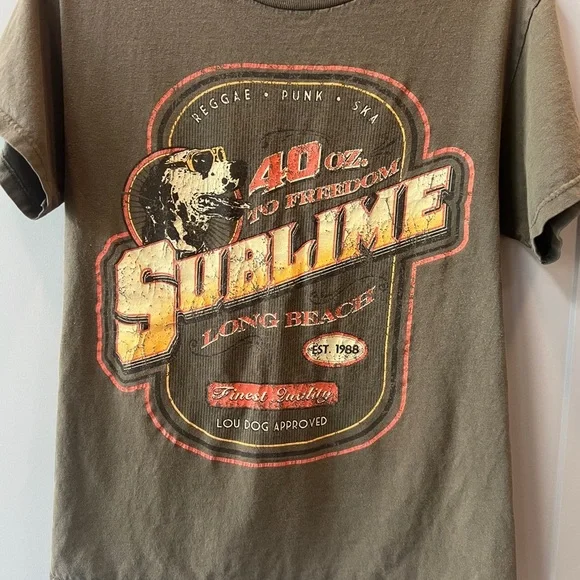 REGGAE • PUNK • SKA
40 OZ.
TO FREEDOM
SUBLIME
LONG BEACH
EST. 1988
Finest Quality
LOU DOG APPROVED